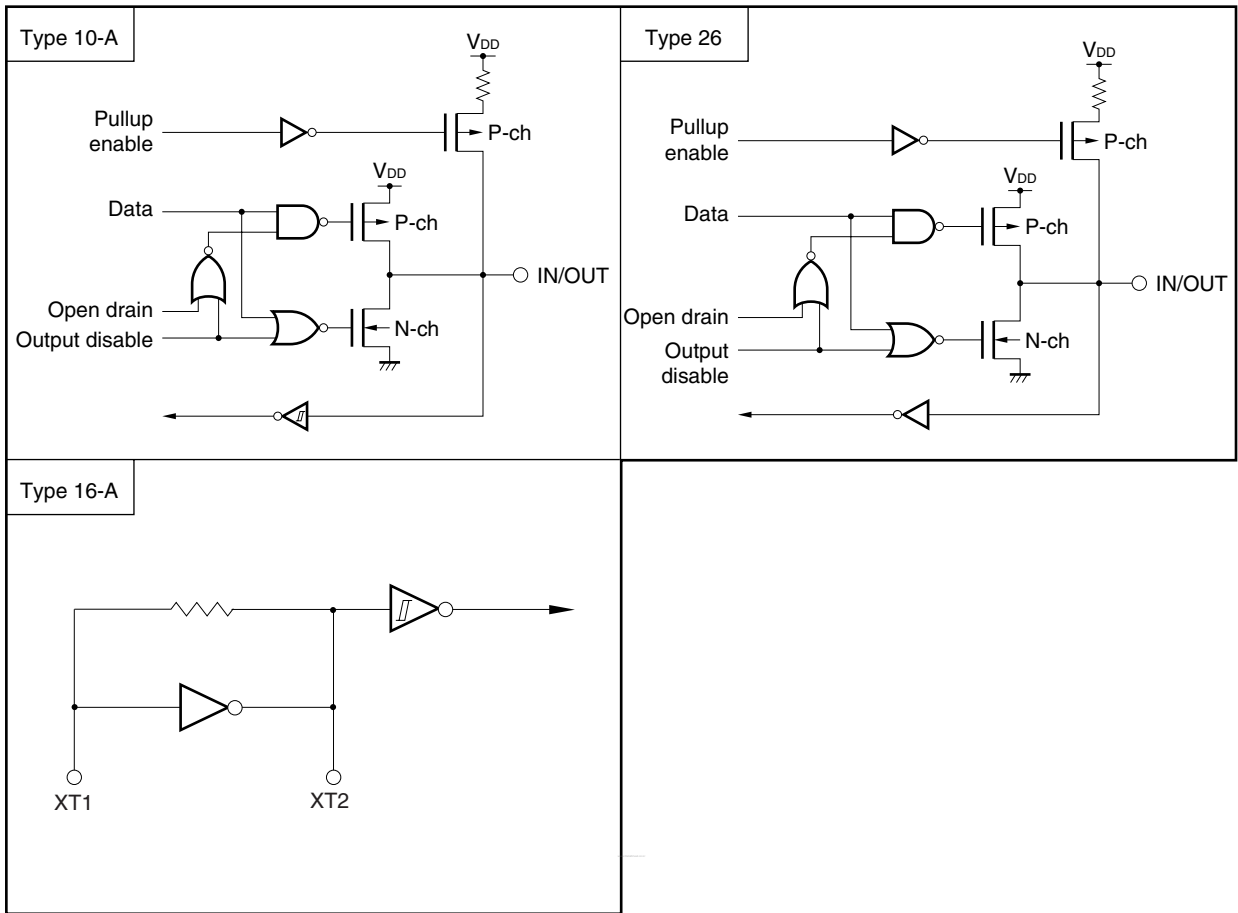 Type 10-A
VDD
Pullup
enable
P-ch
VDD
Data
P-ch
IN/OUT
Open drain
N-ch
Output disable
Type 26
VDD
Pullup
enable
P-ch
VDD
Data
P-ch
IN/OUT
Open drain
N-ch
Output
disable
Type 16-A
XT1
XT2